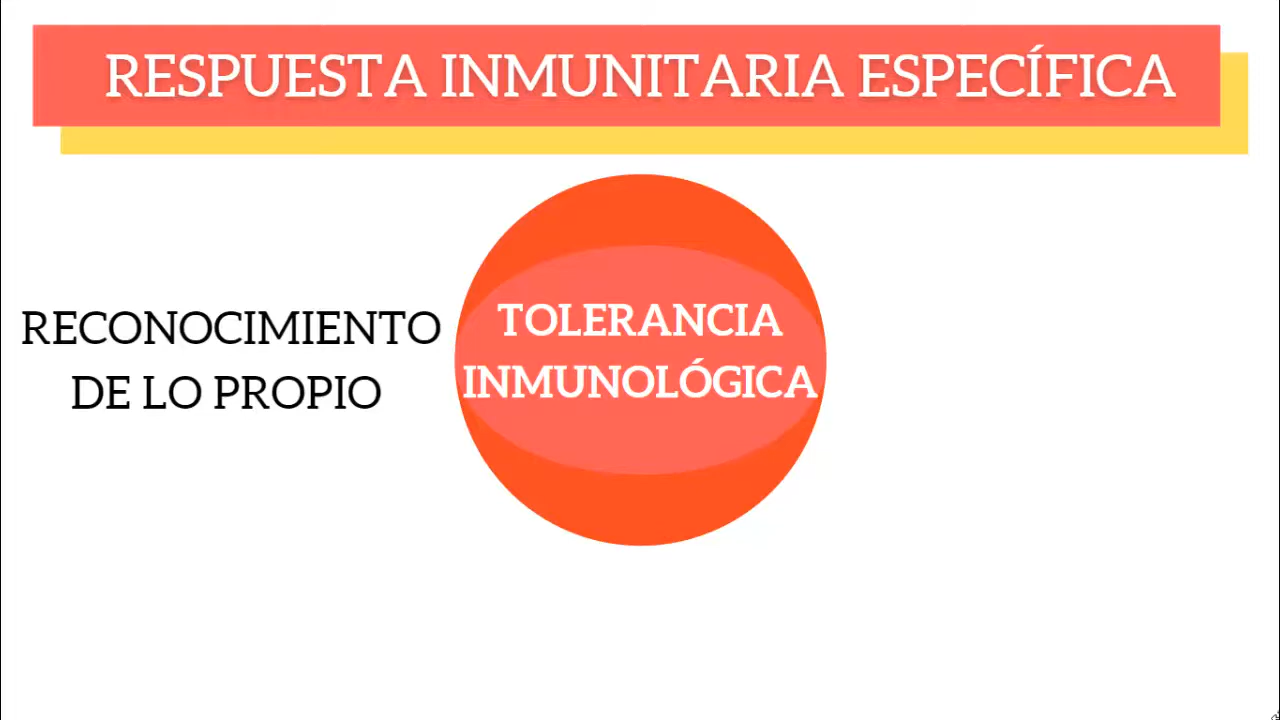 RESPUESTA INMUNITARIA ESPECÍFICA
RECONOCIMIENTO
DE LO PROPIO
TOLERANCIA
INMUNOLÓGICA